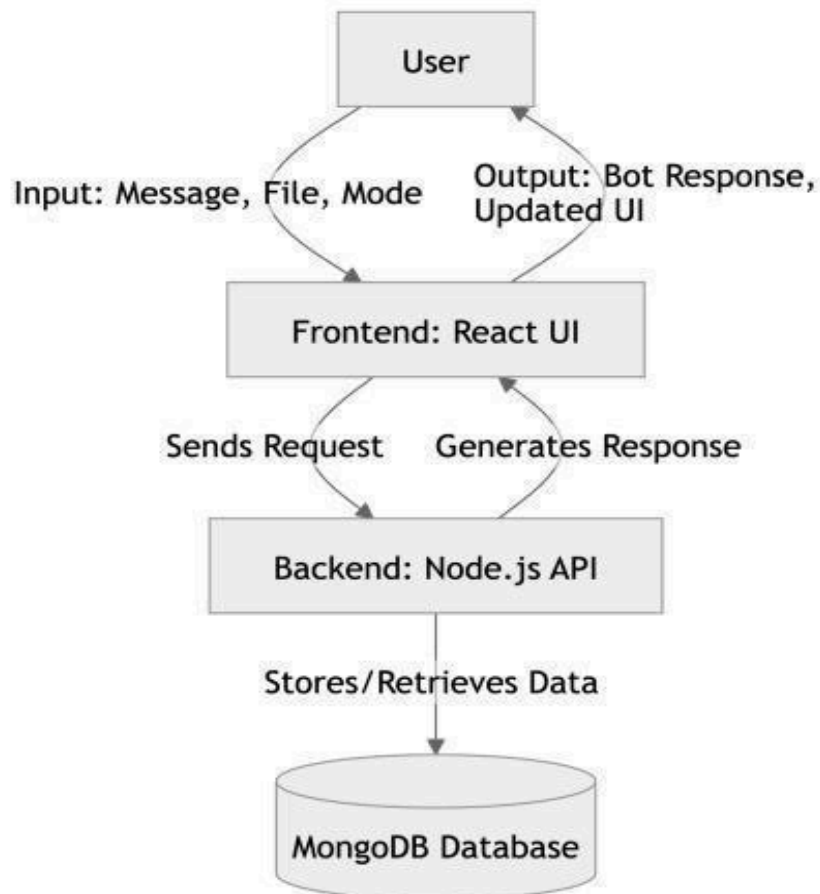 User
Input: Message, File, Mode
Output: Bot Response,
Updated UI
Frontend: React UI
Sends Request
Generates Response
Backend: Node.js API
Stores/Retrieves Data
MongoDB Database